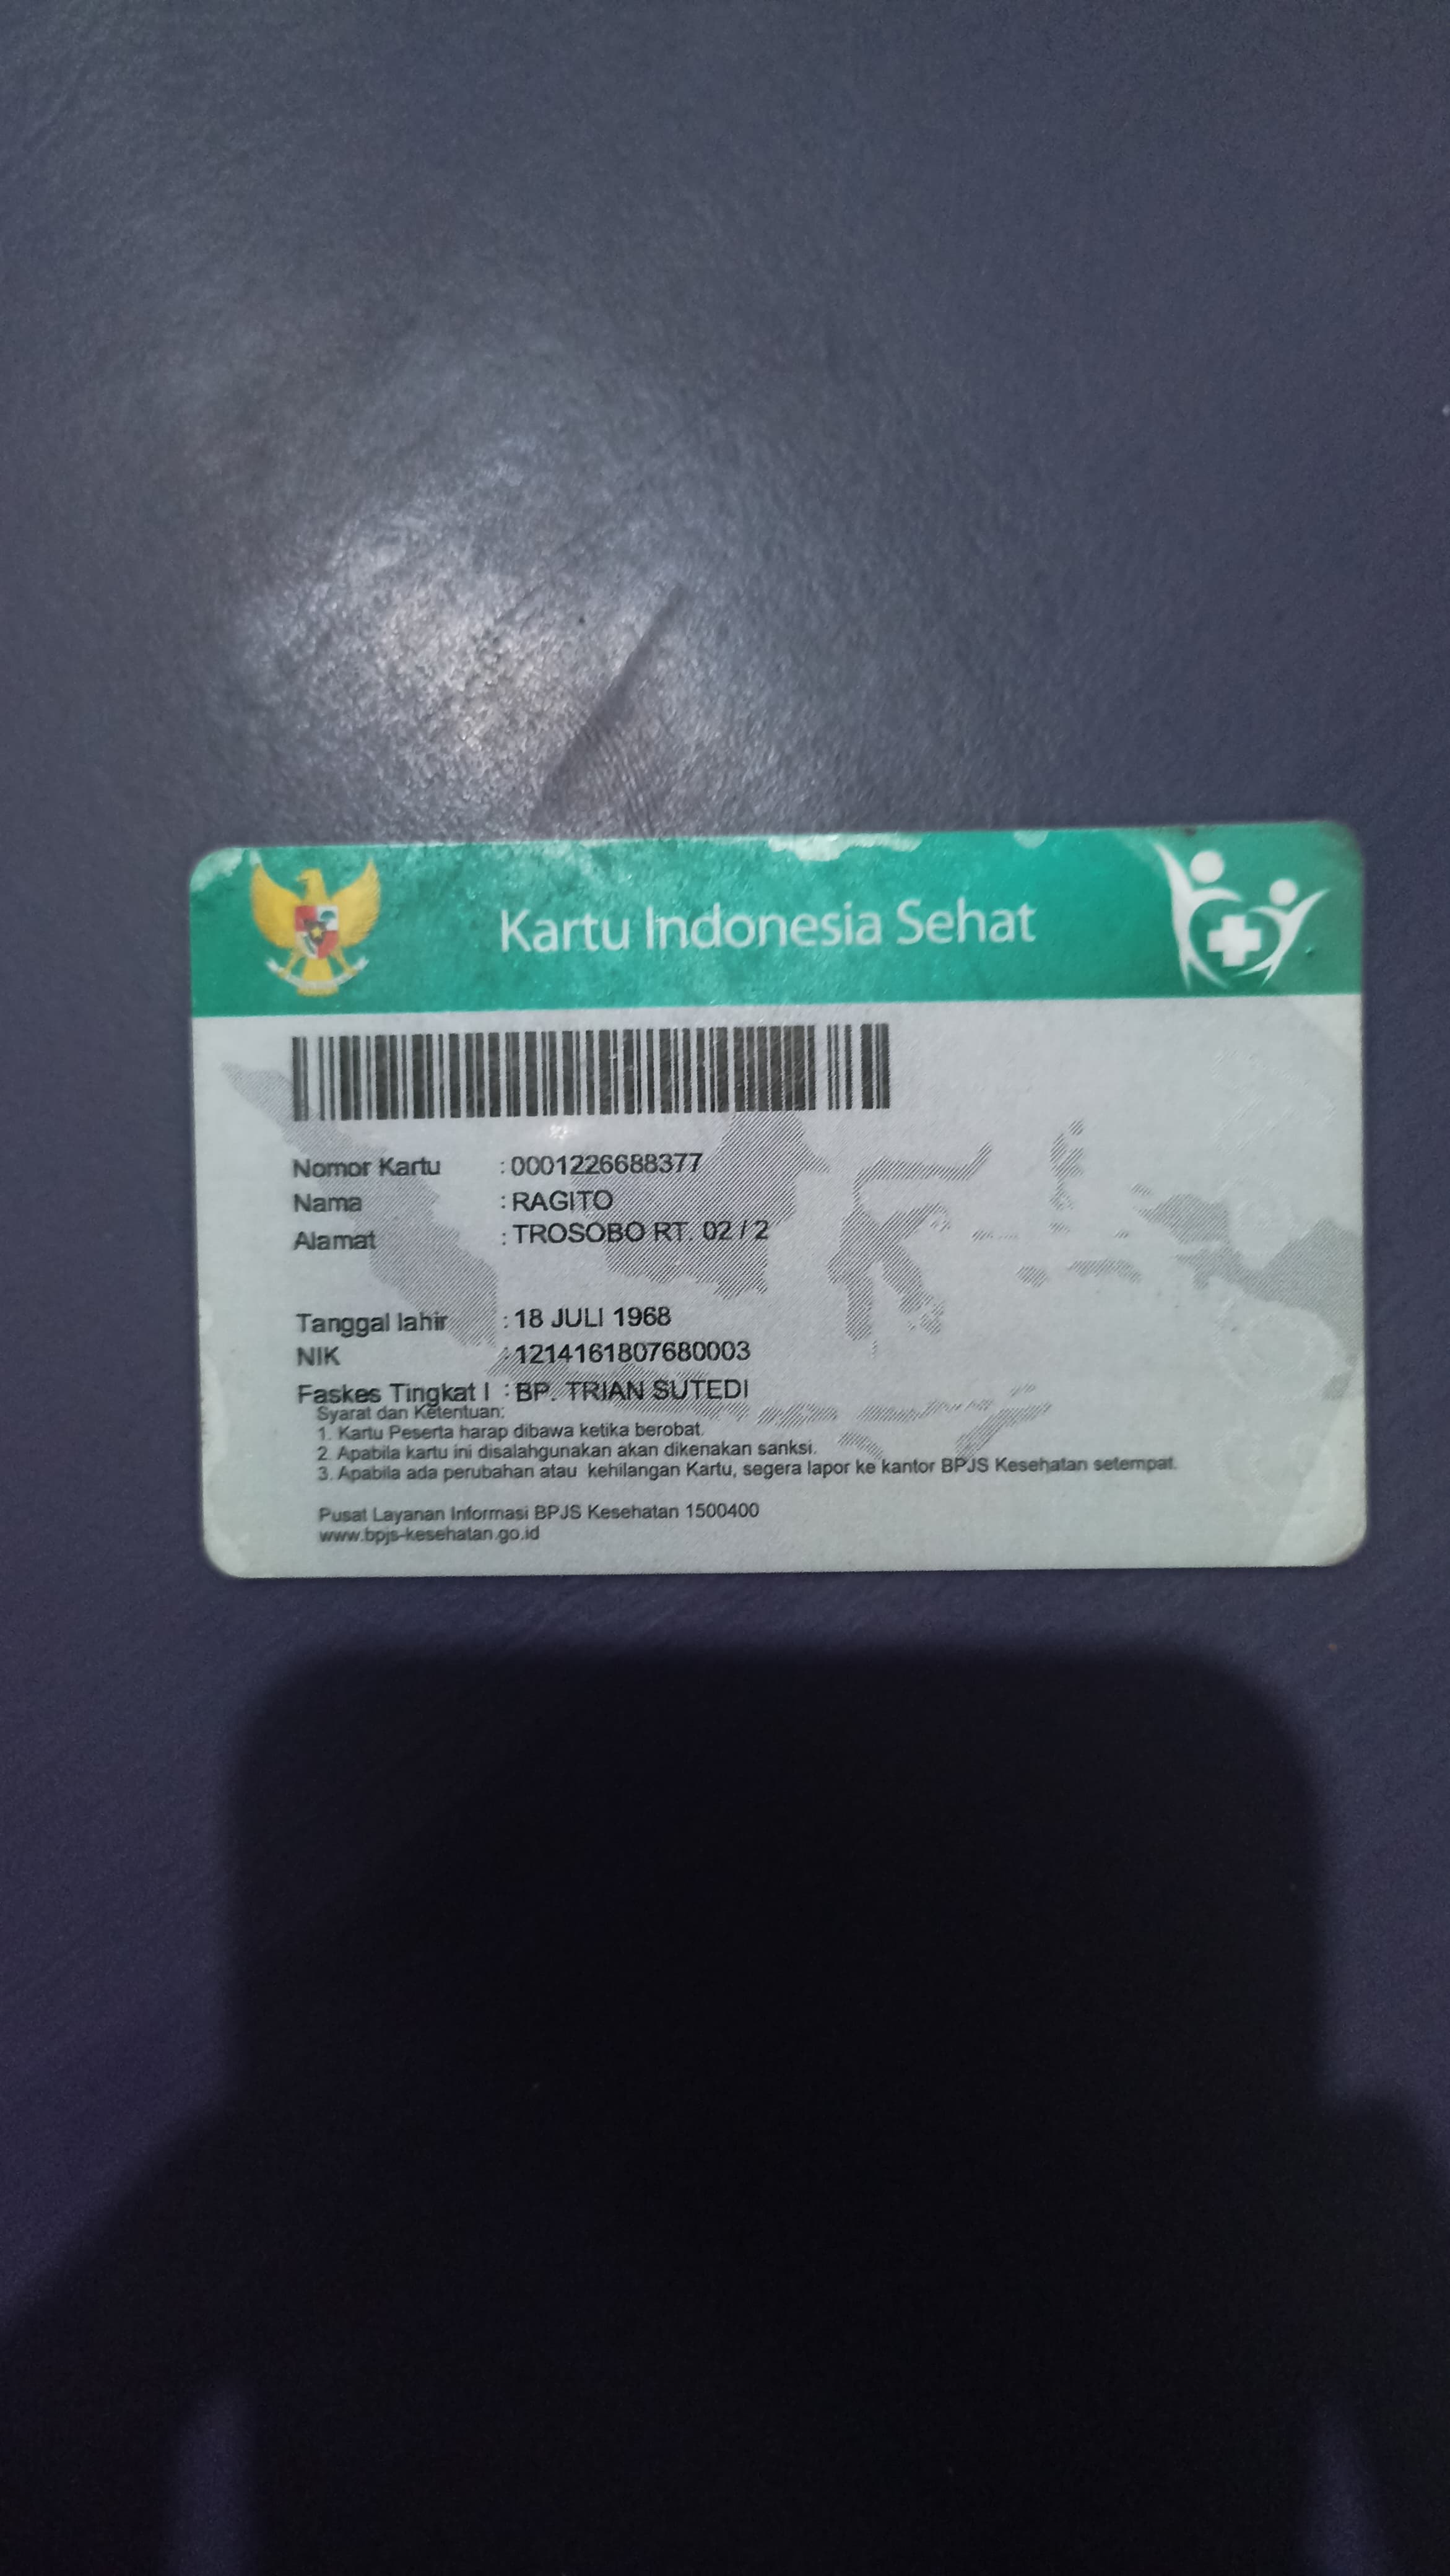 Kartu Indonesia Sehat
Nomor Kartu : 0001226688377
Nama : RAGITO
Alamat : TROSOBO RT. 02 / 2
Tanggal lahir : 18 JULI 1968
NIK : 1214161807680003
Faskes Tingkat I : BP. TRIAN SUTEDI
Syarat dan Ketentuan:
1. Kartu Peserta harap dibawa ketika berobat.
2. Apabila kartu ini disalahgunakan akan dikenakan sanksi.
3. Apabila ada perubahan atau kehilangan Kartu, segera lapor ke kantor BPJS Kesehatan setempat.
Pusat Layanan Informasi BPJS Kesehatan 1500400
www.bpjs-kesehatan.go.id